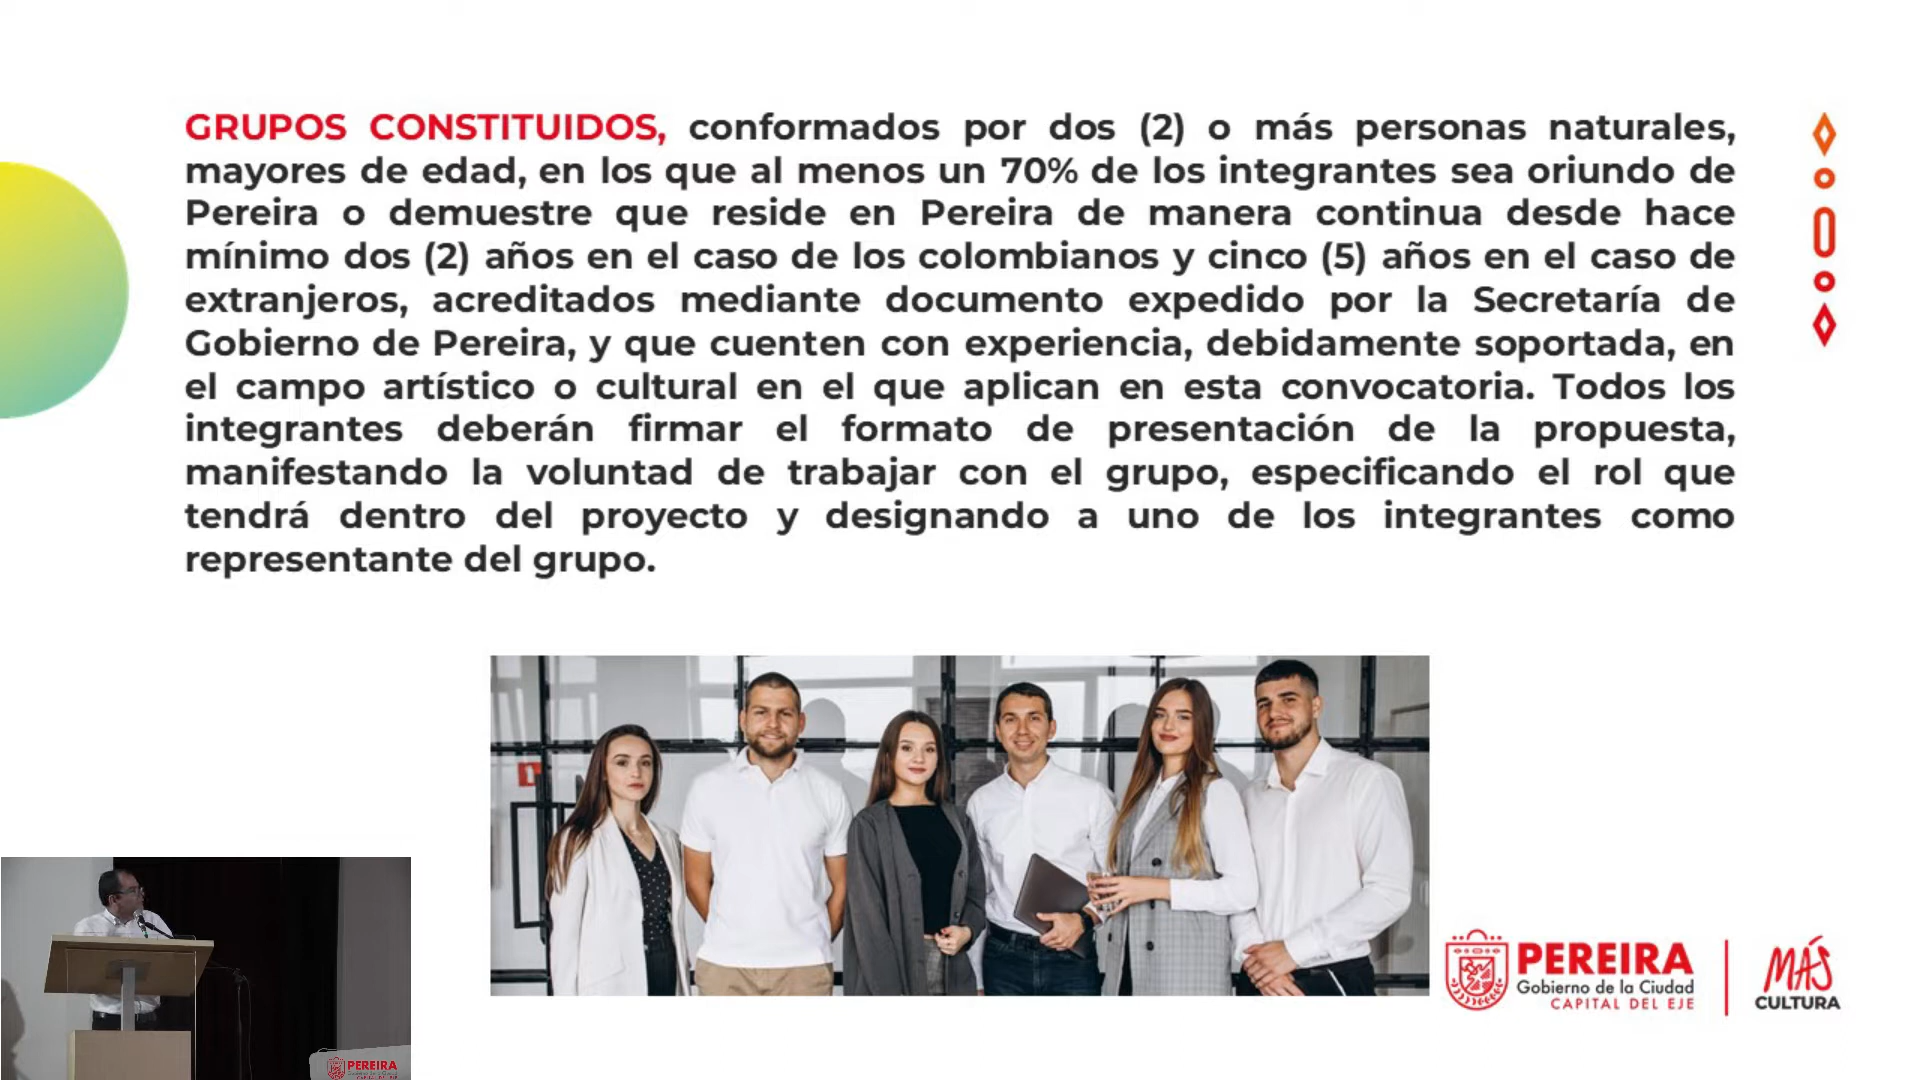 GRUPOS CONSTITUIDOS, conformados por dos (2) o más personas naturales,
mayores de edad, en los que al menos un 70% de los integrantes sea oriundo de
Pereira o demuestre que reside en Pereira de manera continua desde hace
mínimo dos (2) años en el caso de los colombianos y cinco (5) años en el caso de
extranjeros, acreditados mediante documento expedido por la Secretaría de
Gobierno de Pereira, y que cuenten con experiencia, debidamente soportada, en
el campo artístico o cultural en el que aplican en esta convocatoria. Todos los
integrantes deberán firmar el formato de presentación de la propuesta,
manifestando la voluntad de trabajar con el grupo, especificando el rol que
tendrá dentro del proyecto y designando a uno de los integrantes como
representante del grupo.
PEREIRA
Gobierno de la Ciudad
CAPITAL DEL EJE
MÁS
CULTURA
PEREIRA